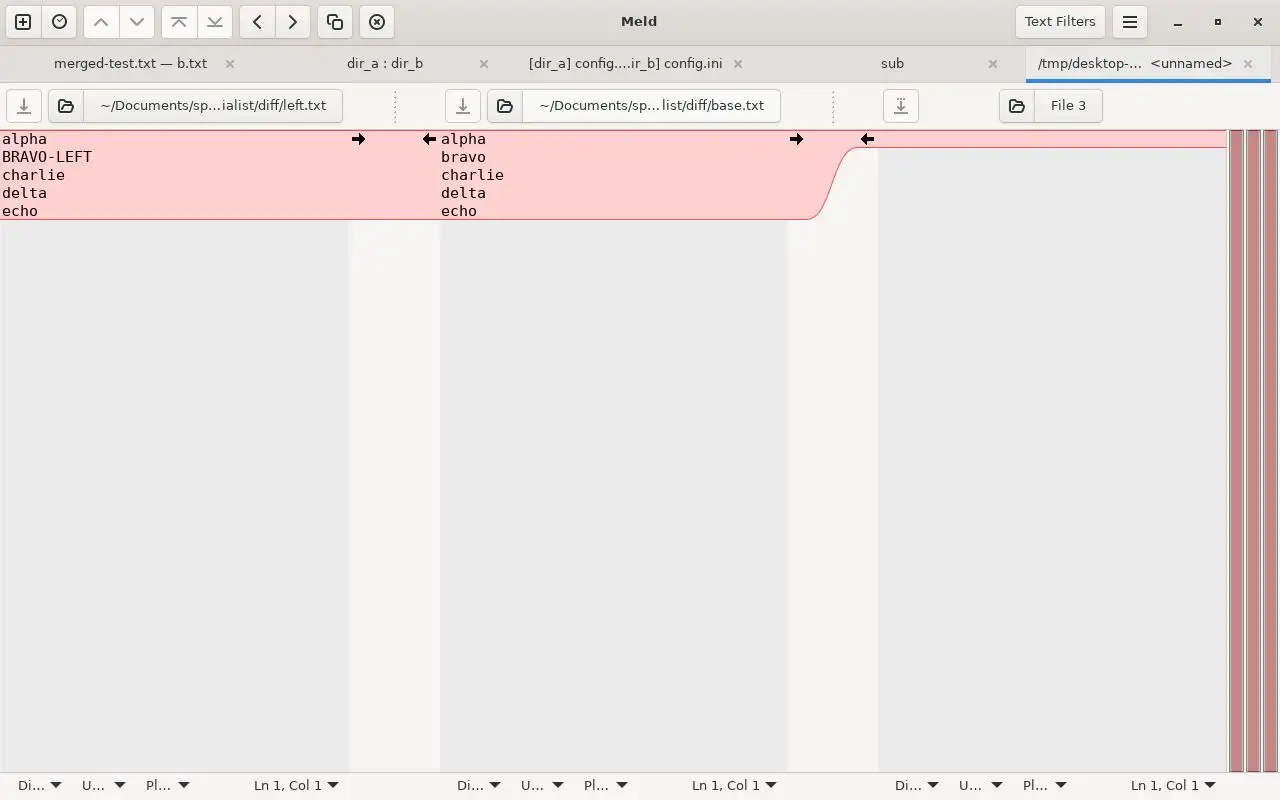 Meld
Text Filters
merged-test.txt — b.txt
dir_a : dir_b
[dir_a] config.…ir_b] config.ini
sub
/tmp/desktop-… <unnamed>
~/Documents/sp…ialist/diff/left.txt
~/Documents/sp…list/diff/base.txt
File 3
alpha
BRAVO-LEFT
charlie
delta
echo
alpha
bravo
charlie
delta
echo
Di… U… Pl… Ln 1, Col 1
Di… U… Pl… Ln 1, Col 1
Di… U… Pl… Ln 1, Col 1